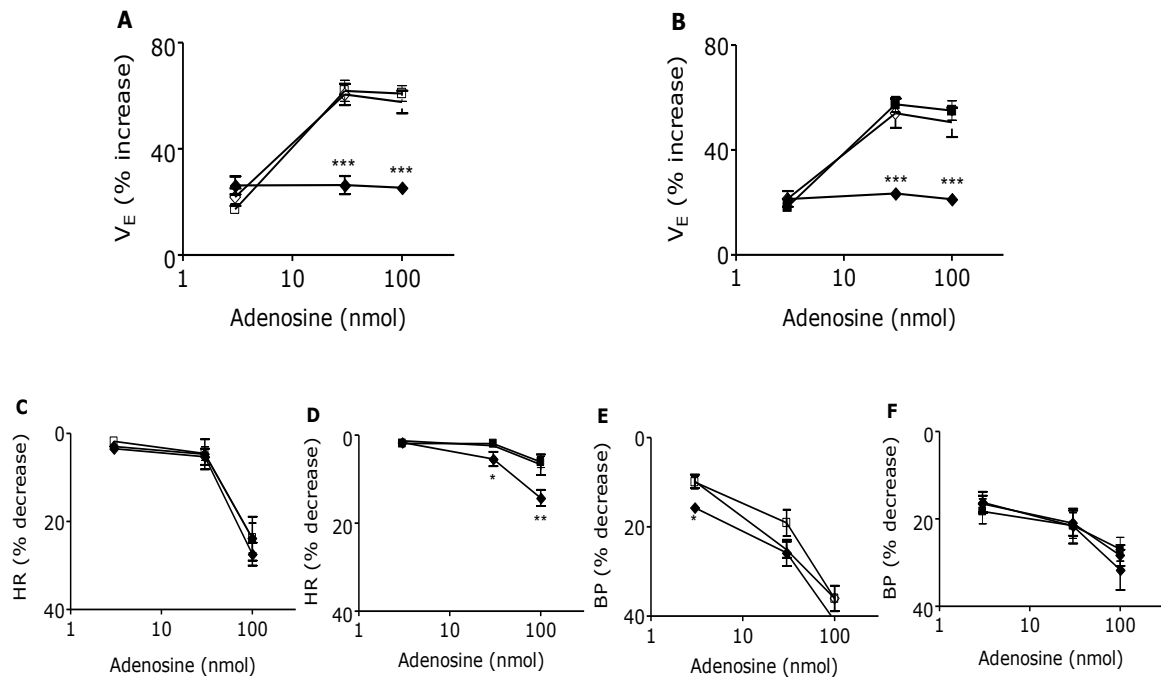 A
V_E (% increase)
80
40
0
***
***
1
10
100
Adenosine (nmol)
B
V_E (% increase)
80
40
0
***
***
1
10
100
Adenosine (nmol)
C
HR (% decrease)
0
20
40
1
10
100
Adenosine (nmol)
D
HR (% decrease)
0
20
40
*
**
1
10
100
Adenosine (nmol)
E
BP (% decrease)
0
20
40
*
1
10
100
Adenosine (nmol)
F
BP (% decrease)
0
20
40
1
10
100
Adenosine (nmol)